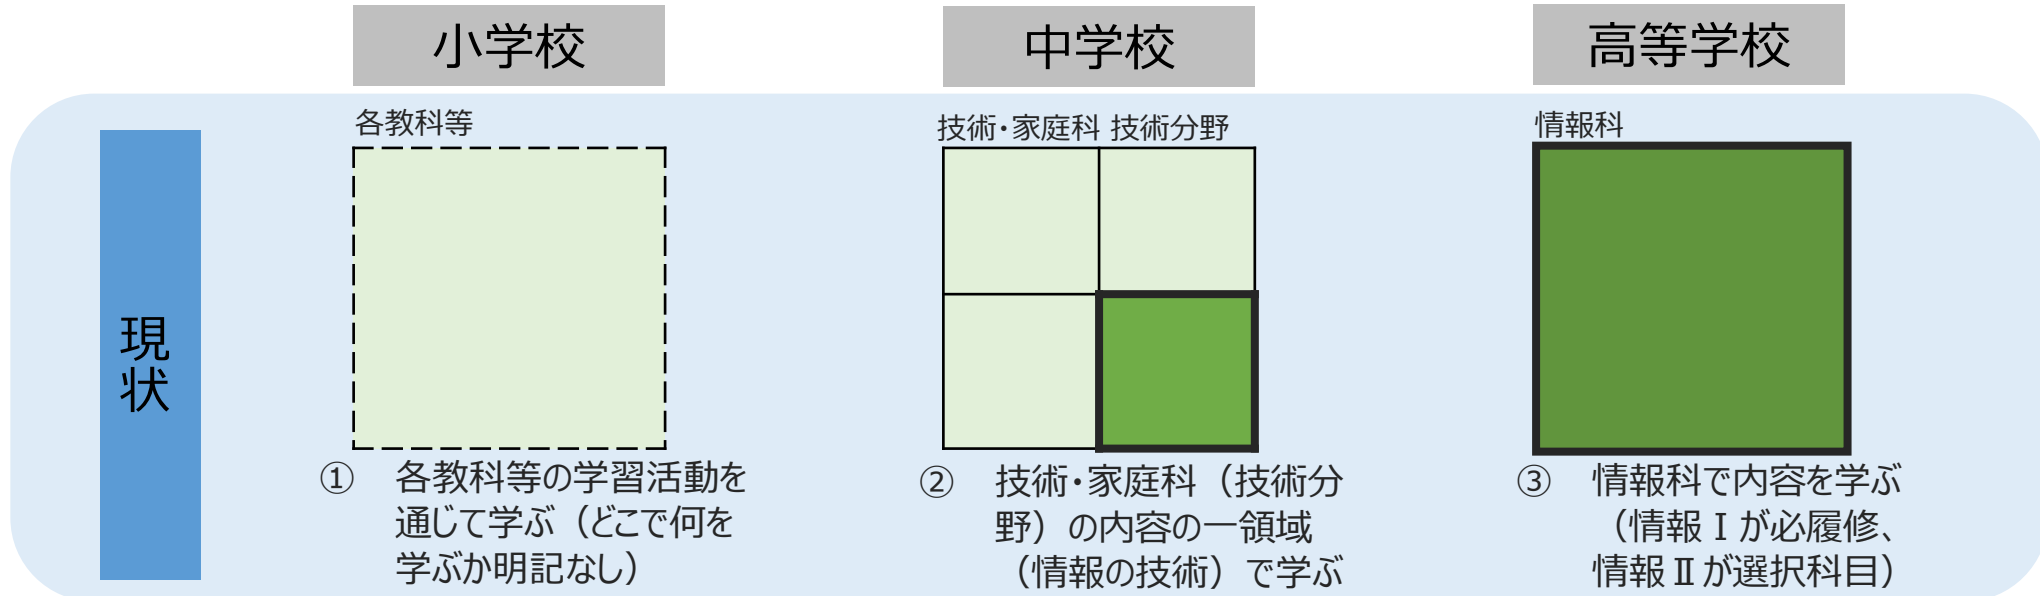 小学校
中学校
高等学校
現状
各教科等
① 各教科等の学習活動を
通じて学ぶ（どこで何を
学ぶか明記なし）
技術・家庭科 技術分野
② 技術・家庭科（技術分
野）の内容の一領域
（情報の技術）で学ぶ
情報科
③ 情報科で内容を学ぶ
（情報Ⅰが必履修、
情報Ⅱが選択科目）